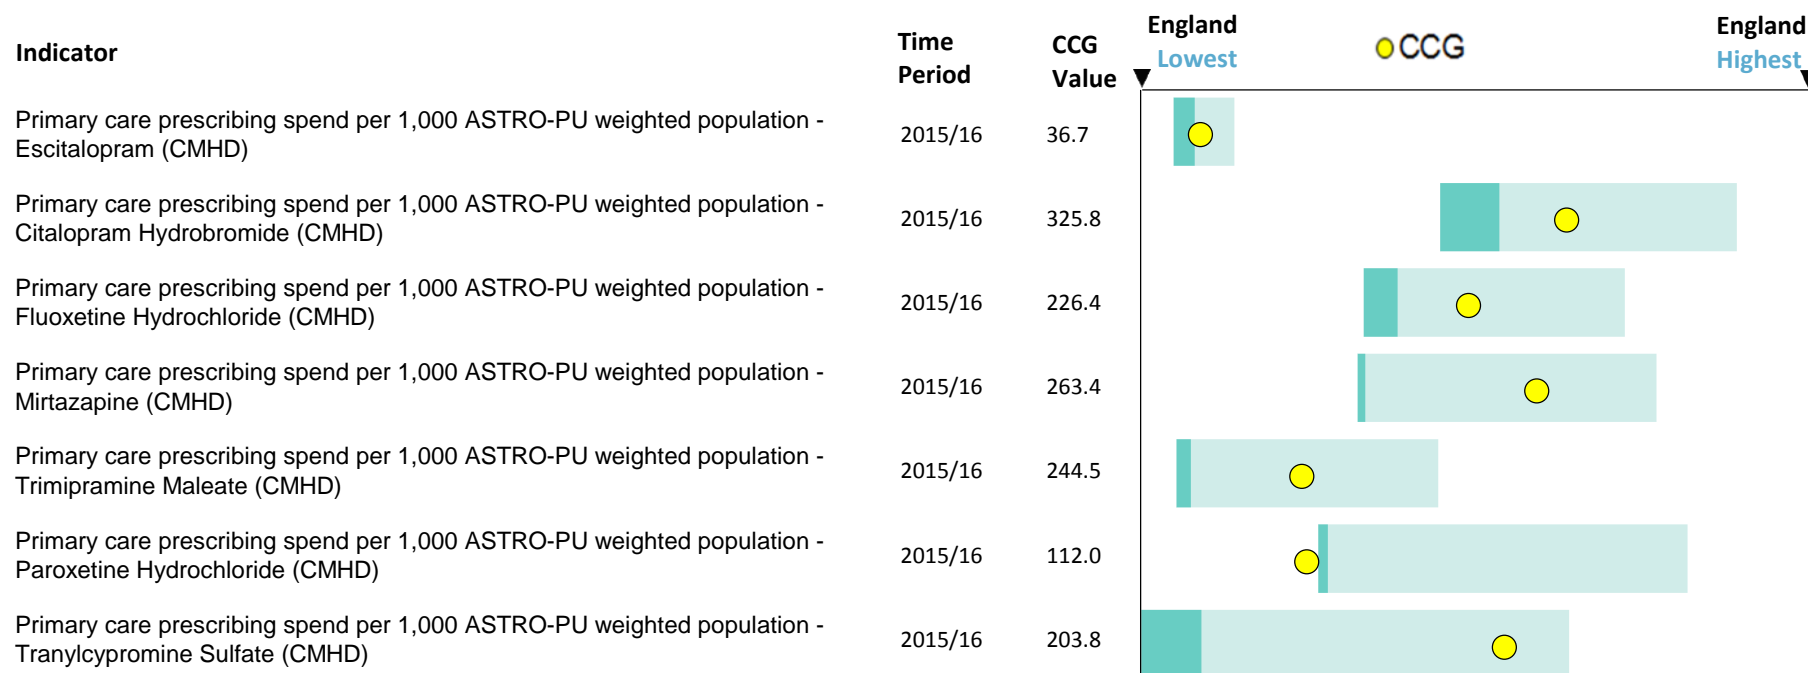 Indicator
Time
Period
CCG
Value
England
Lowest
CCG
England
Highest
Primary care prescribing spend per 1,000 ASTRO-PU weighted population -
Escitalopram (CMHD)
2015/16
36.7
Primary care prescribing spend per 1,000 ASTRO-PU weighted population -
Citalopram Hydrobromide (CMHD)
2015/16
325.8
Primary care prescribing spend per 1,000 ASTRO-PU weighted population -
Fluoxetine Hydrochloride (CMHD)
2015/16
226.4
Primary care prescribing spend per 1,000 ASTRO-PU weighted population -
Mirtazapine (CMHD)
2015/16
263.4
Primary care prescribing spend per 1,000 ASTRO-PU weighted population -
Trimipramine Maleate (CMHD)
2015/16
244.5
Primary care prescribing spend per 1,000 ASTRO-PU weighted population -
Paroxetine Hydrochloride (CMHD)
2015/16
112.0
Primary care prescribing spend per 1,000 ASTRO-PU weighted population -
Tranylcypromine Sulfate (CMHD)
2015/16
203.8